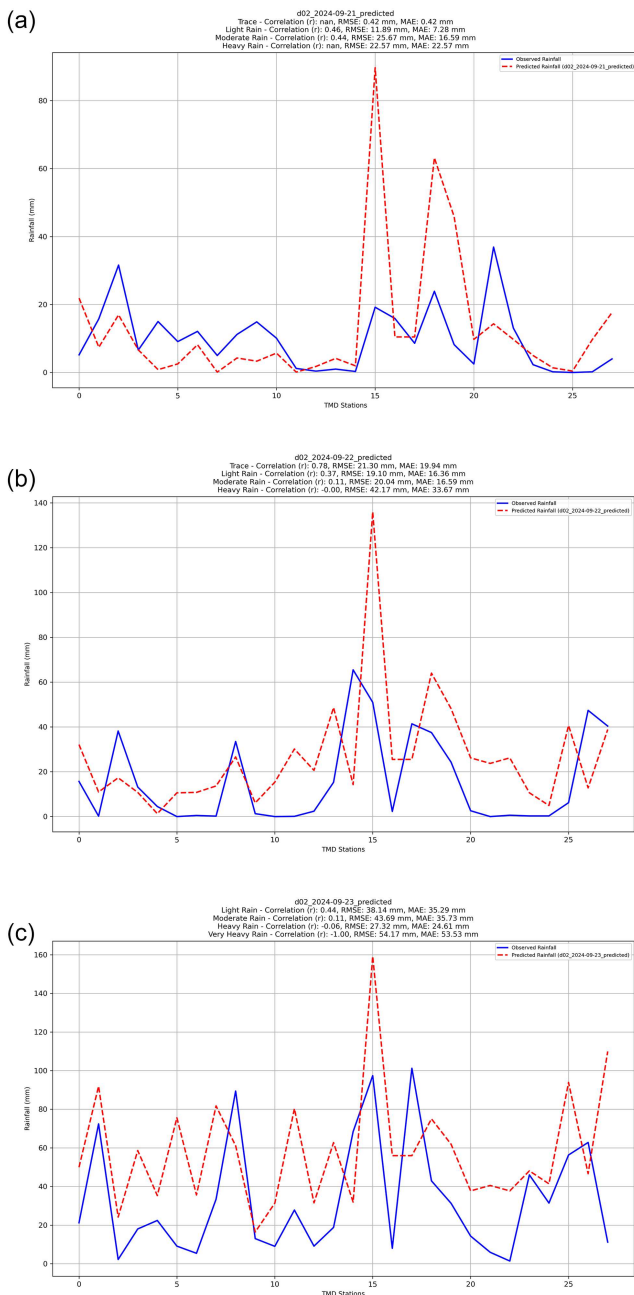 (a)
d02_2024-09-21_predicted
Trace - Correlation (r): nan, RMSE: 0.42 mm, MAE: 0.42 mm
Light Rain - Correlation (r): 0.46, RMSE: 11.89 mm, MAE: 7.28 mm
Moderate Rain - Correlation (r): 0.44, RMSE: 25.67 mm, MAE: 16.59 mm
Heavy Rain - Correlation (r): nan, RMSE: 22.57 mm, MAE: 22.57 mm
Observed Rainfall
Predicted Rainfall (d02_2024-09-21_predicted)
80
60
40
20
0
Rainfall (mm)
0 5 10 15 20 25
TMD Stations
(b)
d02_2024-09-22_predicted
Trace - Correlation (r): 0.78, RMSE: 21.30 mm, MAE: 19.94 mm
Light Rain - Correlation (r): 0.37, RMSE: 19.10 mm, MAE: 16.36 mm
Moderate Rain - Correlation (r): 0.11, RMSE: 20.04 mm, MAE: 16.59 mm
Heavy Rain - Correlation (r): -0.00, RMSE: 42.17 mm, MAE: 33.67 mm
Observed Rainfall
Predicted Rainfall (d02_2024-09-22_predicted)
140
120
100
80
60
40
20
0
Rainfall (mm)
0 5 10 15 20 25
TMD Stations
(c)
d02_2024-09-23_predicted
Light Rain - Correlation (r): 0.44, RMSE: 38.14 mm, MAE: 35.29 mm
Moderate Rain - Correlation (r): 0.11, RMSE: 43.69 mm, MAE: 35.73 mm
Heavy Rain - Correlation (r): -0.06, RMSE: 27.32 mm, MAE: 24.61 mm
Very Heavy Rain - Correlation (r): -1.00, RMSE: 54.17 mm, MAE: 53.53 mm
Observed Rainfall
Predicted Rainfall (d02_2024-09-23_predicted)
160
140
120
100
80
60
40
20
0
Rainfall (mm)
0 5 10 15 20 25
TMD Stations